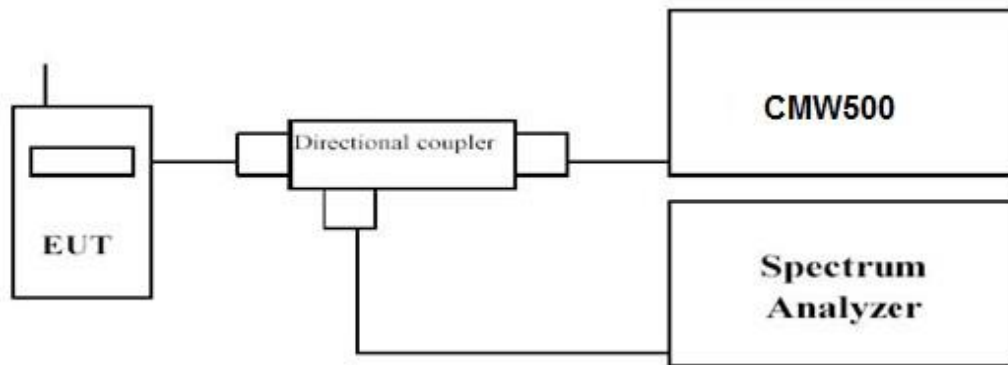 CMW500
Directional coupler
EUT
Spectrum
Analyzer